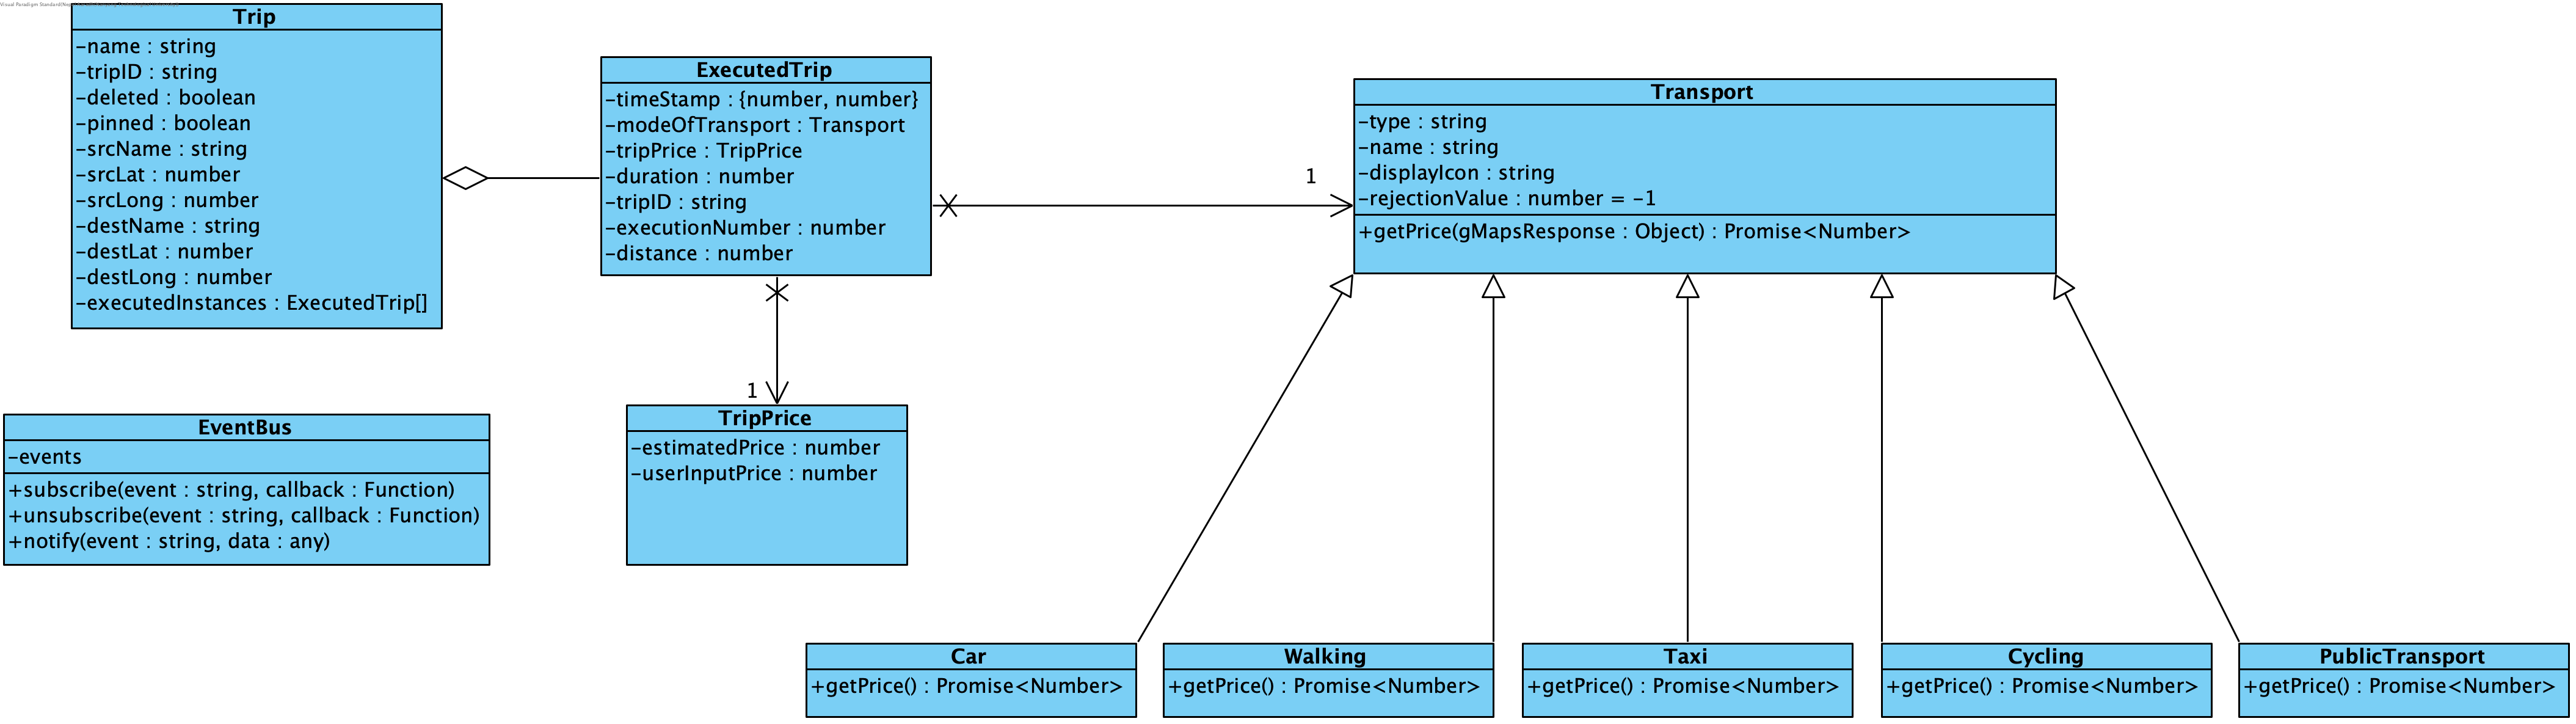 Visual Paradigm Standard
Trip
-name : string
-tripID : string
-deleted : boolean
-pinned : boolean
-srcName : string
-srcLat : number
-srcLong : number
-destName : string
-destLat : number
-destLong : number
-executedInstances : ExecutedTrip[]
ExecutedTrip
-timeStamp : {number, number}
-modeOfTransport : Transport
-tripPrice : TripPrice
-duration : number
-tripID : string
-executionNumber : number
-distance : number
1
Transport
-type : string
-name : string
-displayIcon : string
-rejectionValue : number = -1
+getPrice(gMapsResponse : Object) : Promise<Number>
1
TripPrice
-estimatedPrice : number
-userInputPrice : number
EventBus
-events
+subscribe(event : string, callback : Function)
+unsubscribe(event : string, callback : Function)
+notify(event : string, data : any)
Car
+getPrice() : Promise<Number>
Walking
+getPrice() : Promise<Number>
Taxi
+getPrice() : Promise<Number>
Cycling
+getPrice() : Promise<Number>
PublicTransport
+getPrice() : Promise<Number>